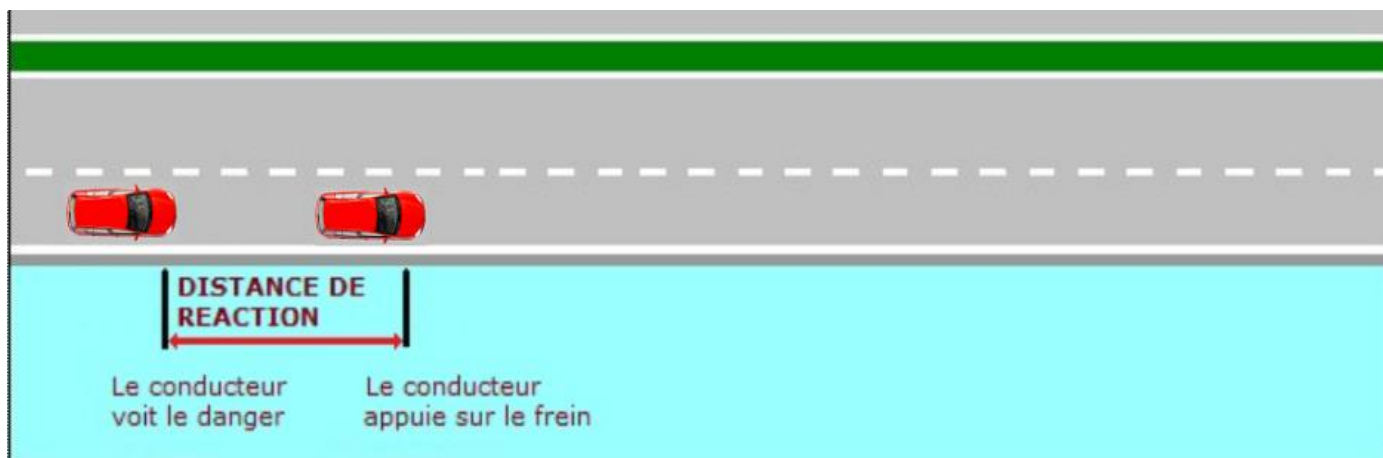 DISTANCE DE
REACTION
Le conducteur
voit le danger
Le conducteur
appuie sur le frein